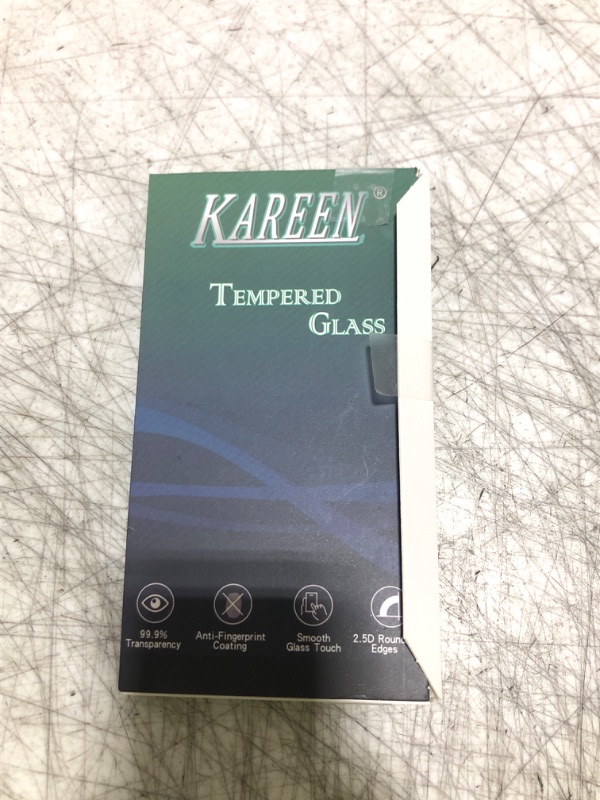 KAREEN®
TEMPERED
GLASS
99.9%
Transparency
Anti-Fingerprint
Coating
Smooth
Glass Touch
2.5D Round
Edges